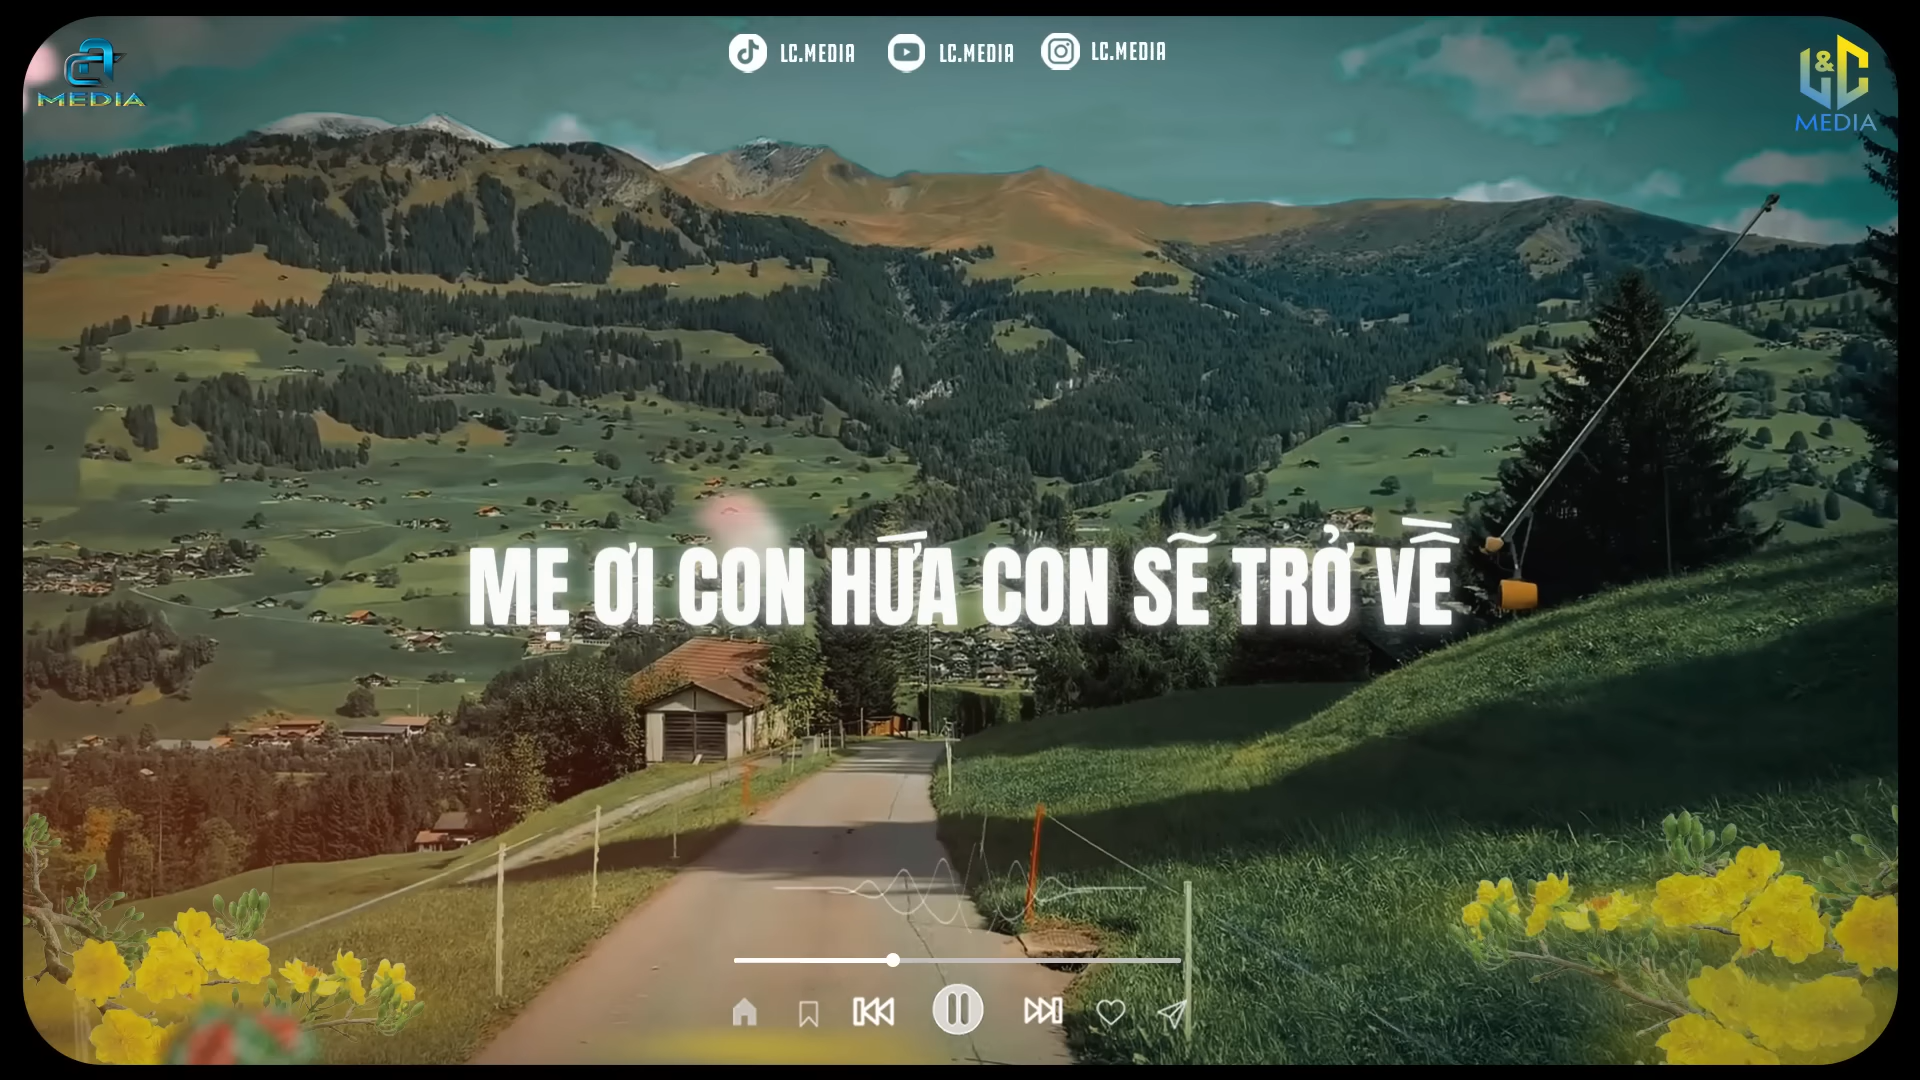 LC.MEDIA LC.MEDIA LC.MEDIA
MEDIA
L&C
MEDIA
MẸ ƠI CON HỨA CON SẼ TRỞ VỀ